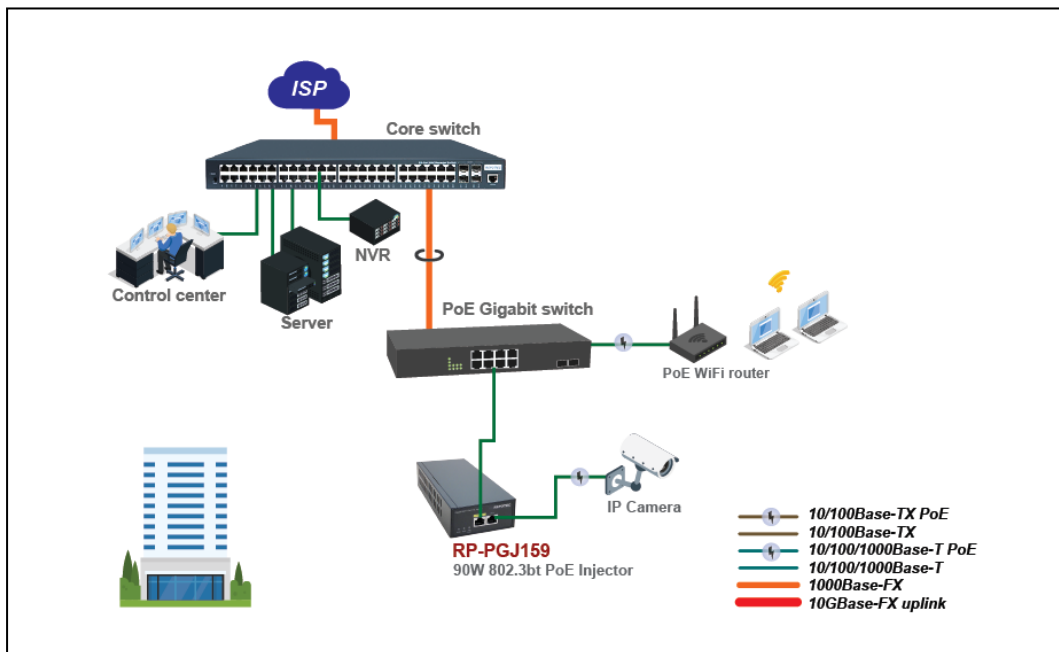 ISP
Core switch
NVR
Control center
Server
PoE Gigabit switch
PoE WiFi router
IP Camera
RP-PGJ159
90W 802.3bt PoE Injector
10/100Base-TX PoE
10/100Base-TX
10/100/1000Base-T PoE
10/100/1000Base-T
1000Base-FX
10GBase-FX uplink